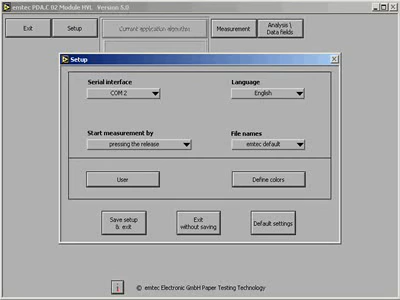 emtec PDA.C 02 Module MVL Version 8.0
Exit
Setup
Current application algorithm
Measurement
Analysis \
Data fields
Setup
Serial interface
COM 2
Language
English
Start measurement by
pressing the release
File names
emtec default
User
Define colors
Save setup
& exit
Exit
without saving
Default settings
i
© emtec Electronic GmbH Paper Testing Technology